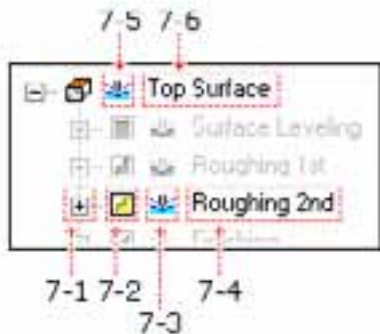 7-5 7-6
Top Surface
Surface Leveling
Roughing 1st
Roughing 2nd
7-1 7-2 7-4
7-3